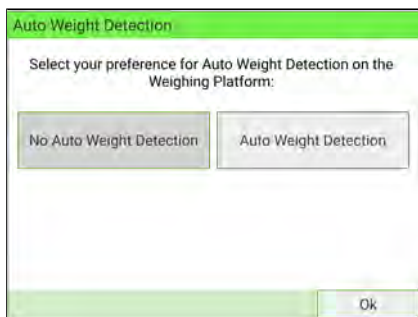 Auto Weight Detection
Select your preference for Auto Weight Detection on the
Weighing Platform:
No Auto Weight Detection
Auto Weight Detection
Ok